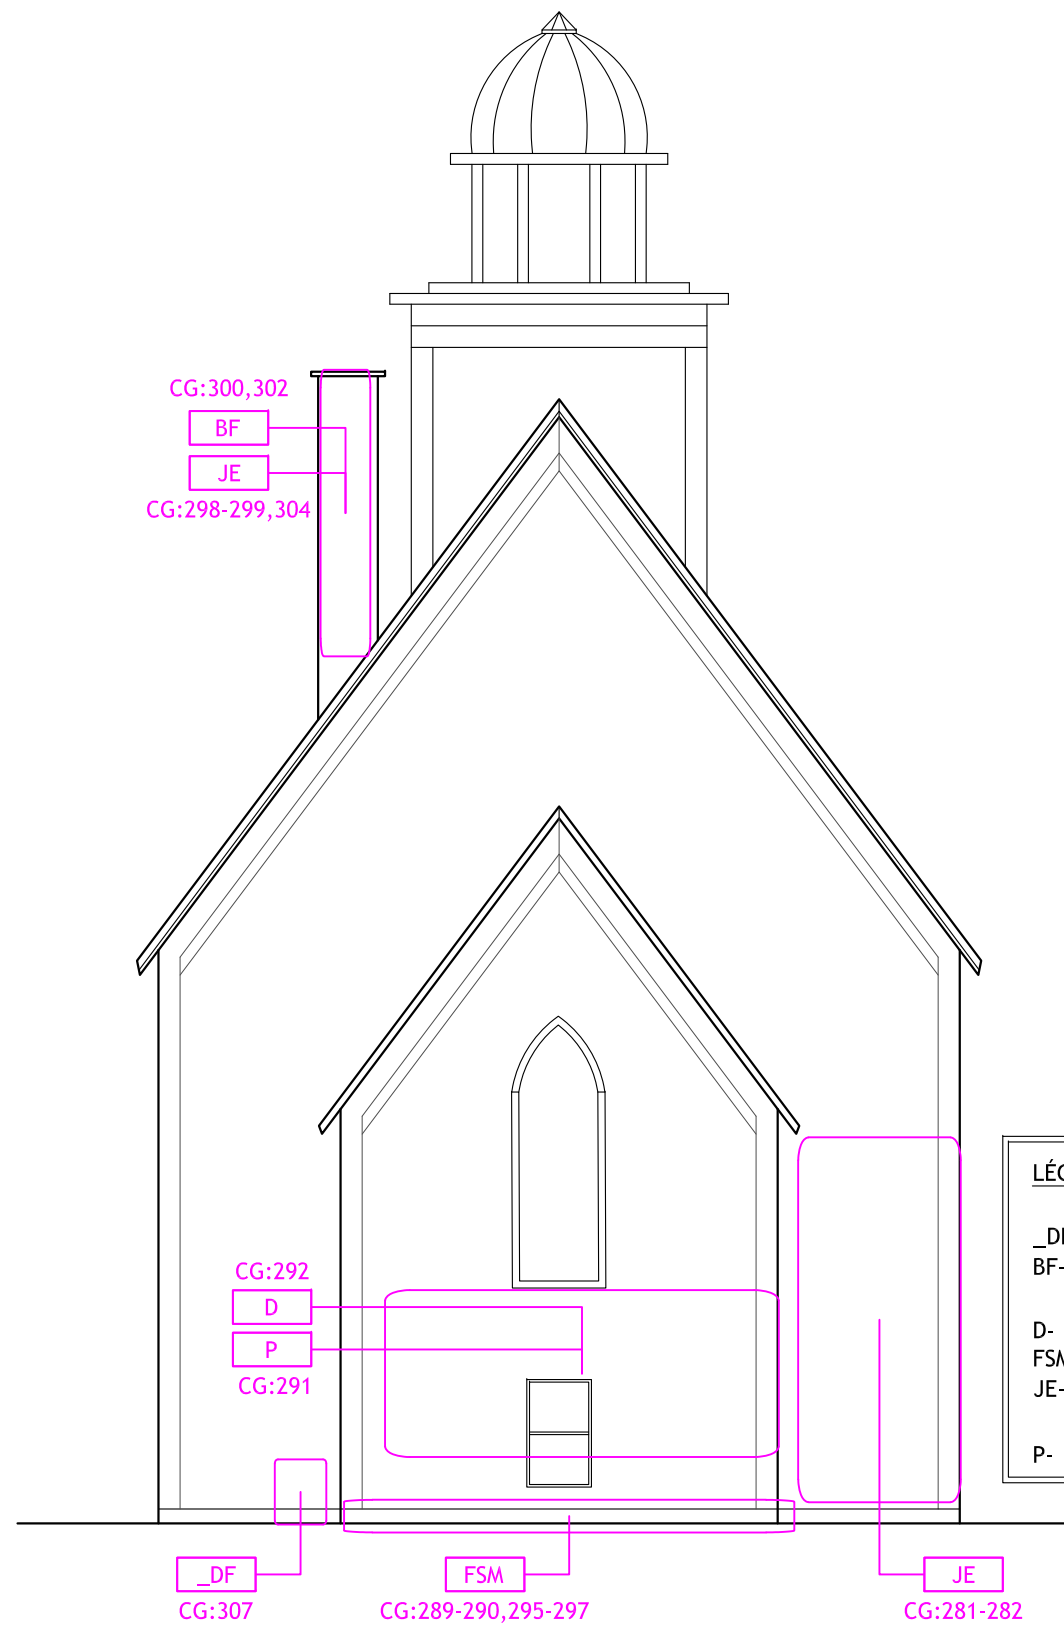 CG:300,302
BF
JE
CG:298-299,304
CG:292
D
P
CG:291
_DF
CG:307
FSM
CG:289-290,295-297
JE
CG:281-282
BF-
D-
JE-
P-